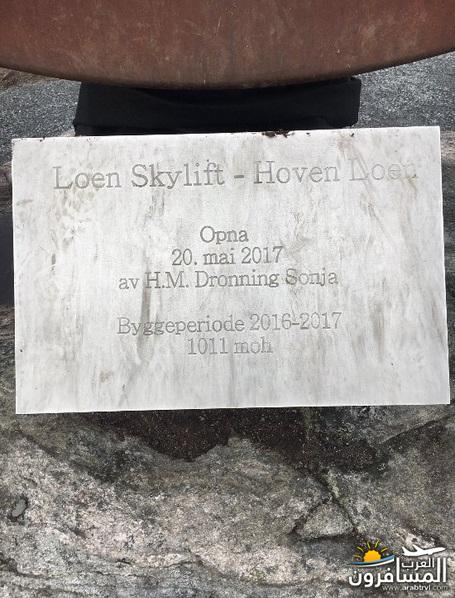 Loen Skylift - Hoven Loen
Opna
20. mai 2017
av H.M. Dronning Sonja
Byggeperiode 2016-2017
1011 moh
العرب
المسافرون
www.arabtrvl.com